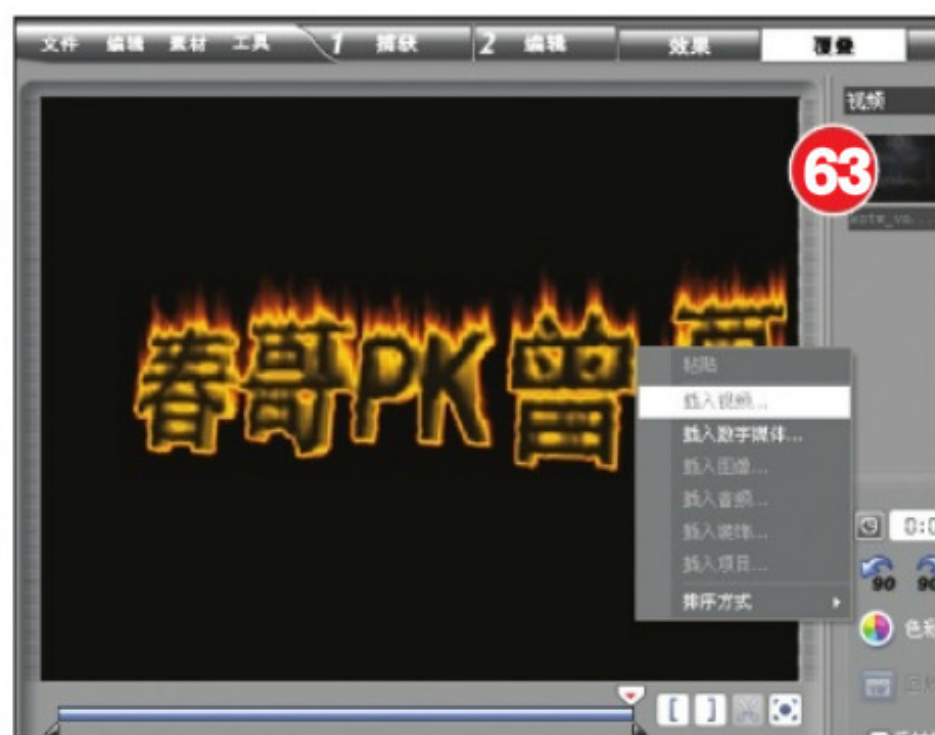 文件 编辑 素材 工具 1 捕获 2 编辑 效果 覆叠
视频
63
春哥PK曾
粘贴
插入视频...
插入数字媒体...
插入图像...
插入音频...
插入装饰...
插入项目...
排序方式
90